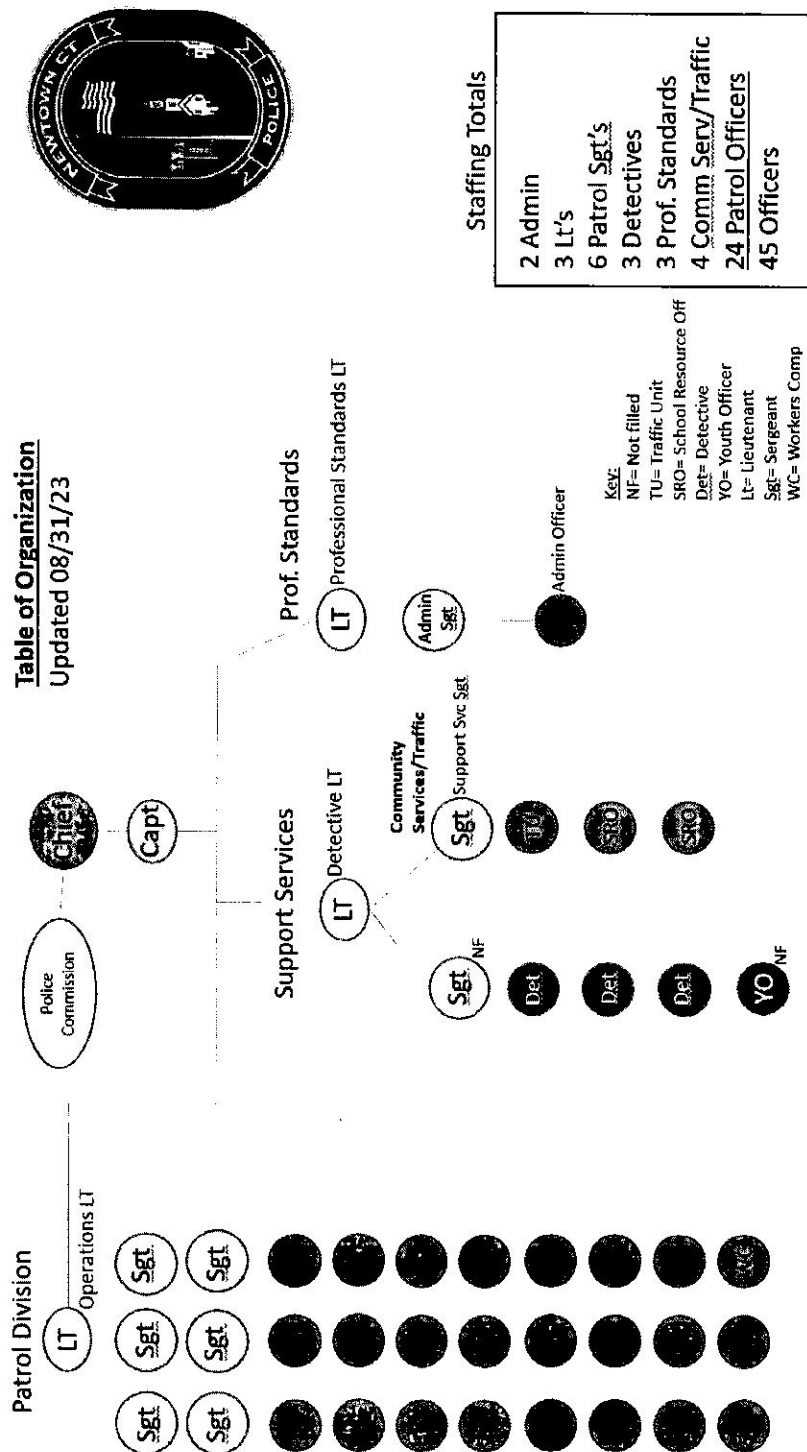 Table of Organization
Updated 08/31/23
NEWTOWN CT
POLICE
Police
Commission
Chief
Capt
Patrol Division
LT
Operations LT
Sgt
Sgt
Sgt
Sgt
Sgt
Sgt
Support Services
LT
Detective LT
Sgt
NF
Det
Det
Det
YO
NF
Community
Services/Traffic
Sgt
Support Svc Sgt
TU
SRO
SRO
Prof. Standards
LT
Professional Standards LT
Admin
Sgt
Admin Officer
Key:
NF= Not filled
TU= Traffic Unit
SRO= School Resource Off
Det= Detective
YO= Youth Officer
Lt= Lieutenant
Sgt= Sergeant
WC= Workers Comp
Staffing Totals
2 Admin
3 Lt's
6 Patrol Sgt's
3 Detectives
3 Prof. Standards
4 Comm Serv/Traffic
24 Patrol Officers
45 Officers